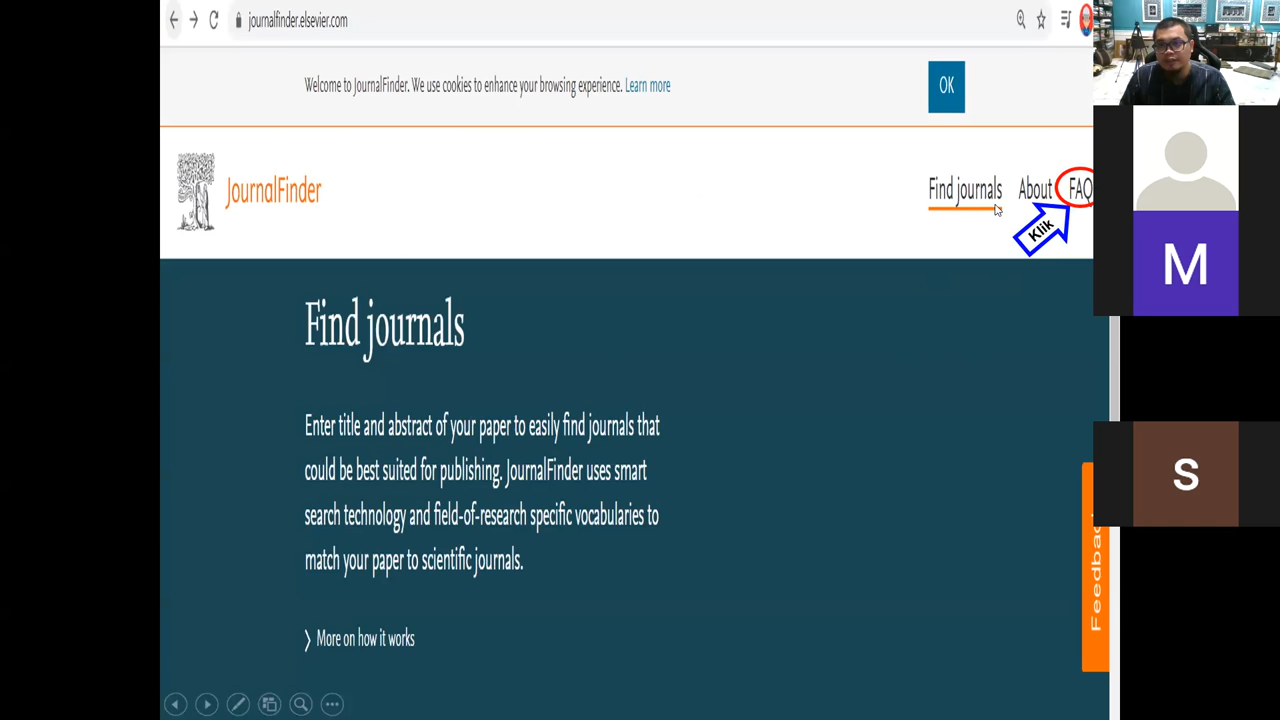 journalfinder.elsevier.com
Welcome to JournalFinder. We use cookies to enhance your browsing experience. Learn more
OK
JournalFinder
Find journals
About
FAQ
Klik
Find journals
Enter title and abstract of your paper to easily find journals that
could be best suited for publishing. JournalFinder uses smart
search technology and field-of-research specific vocabularies to
match your paper to scientific journals.
More on how it works
Feedbac
M
S